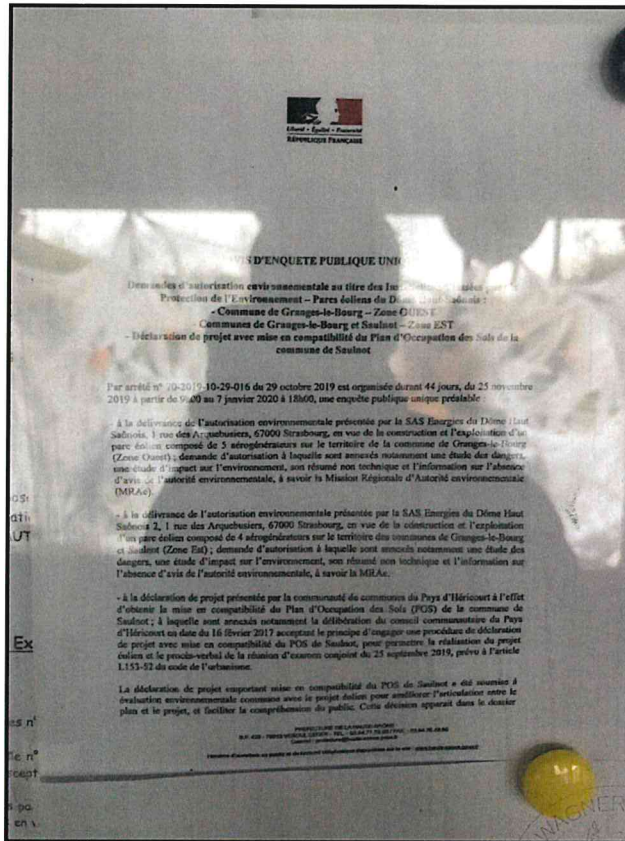 Liberté • Égalité • Fraternité
RÉPUBLIQUE FRANÇAISE
D'ENQUETE PUBLIQUE UNI
Demandes d'autorisation environnementale au titre des
Protection de l'Environnement – Parcs éoliens du Dôme Haut Saônois :
- Commune de Granges-le-Bourg – Zone OUEST
Communes de Granges-le-Bourg et Saulnot – Zone EST
- Déclaration de projet avec mise en compatibilité du Plan d'Occupation des Sols de la
commune de Saulnot
Par arrêté n° 70-2019-10-29-016 du 29 octobre 2019 est organisée durant 44 jours, du 25 novembre
2019 à partir de 9h00 au 7 janvier 2020 à 18h00, une enquête publique unique préalable :
- à la délivrance de l'autorisation environnementale présentée par la SAS Energies du Dôme Haut
Saônois, 1 rue des Arquebusiers, 67000 Strasbourg, en vue de la construction et l'exploitation d'un
parc éolien composé de 5 aérogénérateurs sur le territoire de la commune de Granges-le-Bourg
(Zone Ouest) ; demande d'autorisation à laquelle sont annexés notamment une étude des dangers,
une étude d'impact sur l'environnement, son résumé non technique et l'information sur l'absence
d'avis de l'autorité environnementale, à savoir la Mission Régionale d'Autorité environnementale
(MRAe).
- à la délivrance de l'autorisation environnementale présentée par la SAS Energies du Dôme Haut
Saônois 2, 1 rue des Arquebusiers, 67000 Strasbourg, en vue de la construction et l'exploitation
d'un parc éolien composé de 4 aérogénérateurs sur le territoire des communes de Granges-le-Bourg
et Saulnot (Zone Est) ; demande d'autorisation à laquelle sont annexés notamment une étude des
dangers, une étude d'impact sur l'environnement, son résumé non technique et l'information sur
l'absence d'avis de l'autorité environnementale, à savoir la MRAe.
- à la déclaration de projet présentée par la communauté de communes du Pays d'Héricourt à l'effet
d'obtenir la mise en compatibilité du Plan d'Occupation des Sols (POS) de la commune de
Saulnot ; à laquelle sont annexés notamment la délibération du conseil communautaire du Pays
d'Héricourt en date du 16 février 2017 acceptant le principe d'engager une procédure de déclaration
de projet avec mise en compatibilité du POS de Saulnot, pour permettre la réalisation du projet
éolien et le procès-verbal de la réunion d'examen conjoint du 25 septembre 2019, prévu à l'article
L153-52 du code de l'urbanisme.
La déclaration de projet emportant mise en compatibilité du POS de Saulnot a été soumise à
évaluation environnementale commune avec le projet éolien pour améliorer l'articulation entre le
plan et le projet, et faciliter la compréhension du public. Cette décision apparaît dans le dossier
PREFECTURE DE LA HAUTE-SAÔNE
Ex
WAGNER